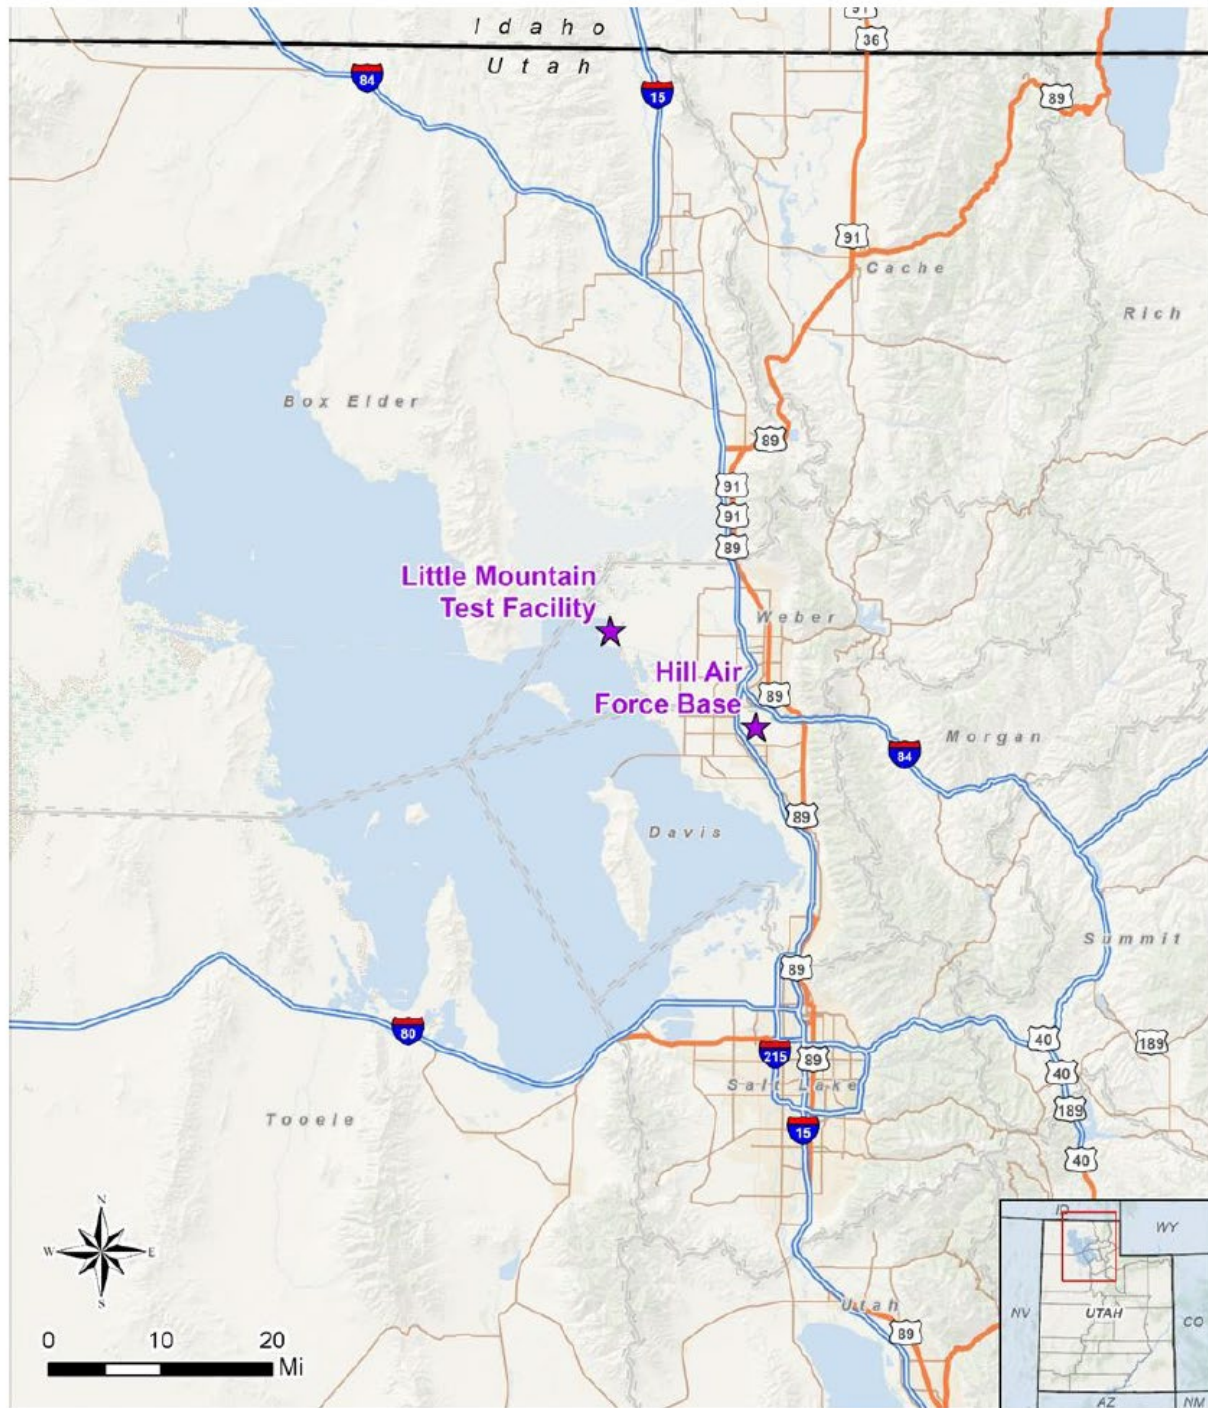 91
Idaho
36
Utah
84
15
89
91
Cache
Rich
Box Elder
89
91
91
89
Little Mountain
Test Facility
Weber
Hill Air
Force Base
89
Morgan
84
89
Davis
Summit
89
80
40
189
215
89
40
Salt Lake
189
Tooele
15
40
N
W
E
S
ID
WY
NV
UTAH
CO
AZ
NM
Utah
89
0
10
20
Mi